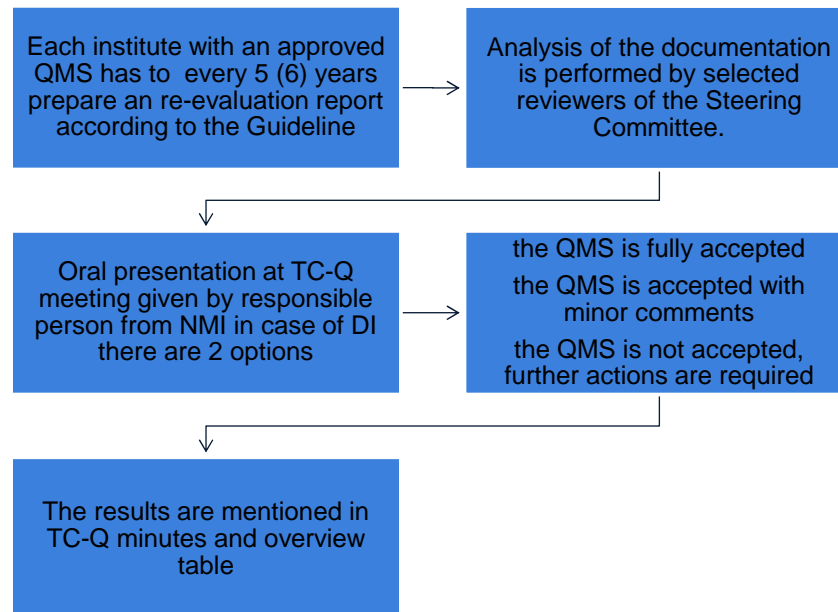 Each institute with an approved
QMS has to every 5 (6) years
prepare an re-evaluation report
according to the Guideline
Analysis of the documentation
is performed by selected
reviewers of the Steering
Committee.
Oral presentation at TC-Q
meeting given by responsible
person from NMI in case of DI
there are 2 options
the QMS is fully accepted
the QMS is accepted with
minor comments
the QMS is not accepted,
further actions are required
The results are mentioned in
TC-Q minutes and overview
table